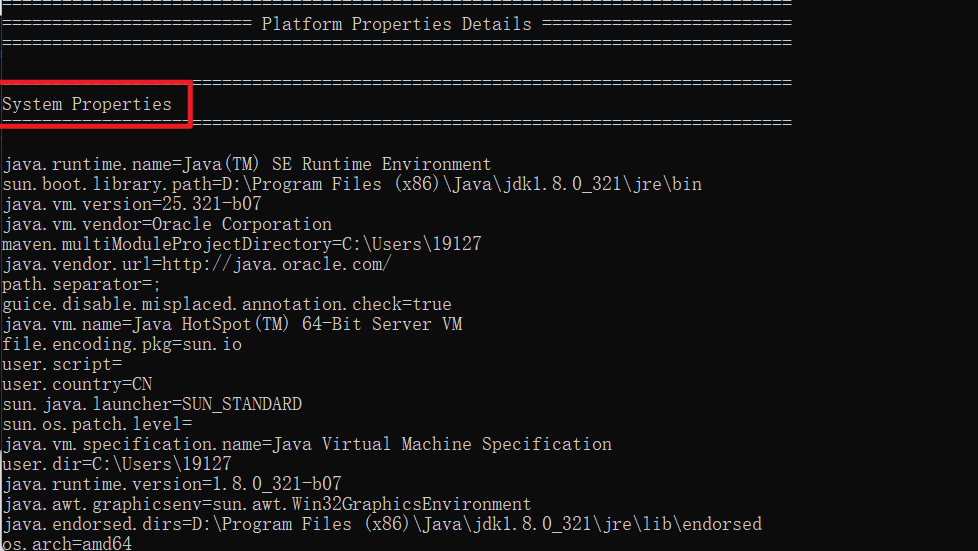 ===============================================================================
========================= Platform Properties Details =========================
===============================================================================
===============================================================================
System Properties
===============================================================================
java.runtime.name=Java(TM) SE Runtime Environment
sun.boot.library.path=D:\Program Files (x86)\Java\jdk1.8.0_321\jre\bin
java.vm.version=25.321-b07
java.vm.vendor=Oracle Corporation
maven.multiModuleProjectDirectory=C:\Users\19127
java.vendor.url=http://java.oracle.com/
path.separator=;
guice.disable.misplaced.annotation.check=true
java.vm.name=Java HotSpot(TM) 64-Bit Server VM
file.encoding.pkg=sun.io
user.script=
user.country=CN
sun.java.launcher=SUN_STANDARD
sun.os.patch.level=
java.vm.specification.name=Java Virtual Machine Specification
user.dir=C:\Users\19127
java.runtime.version=1.8.0_321-b07
java.awt.graphicsenv=sun.awt.Win32GraphicsEnvironment
java.endorsed.dirs=D:\Program Files (x86)\Java\jdk1.8.0_321\jre\lib\endorsed
os.arch=amd64